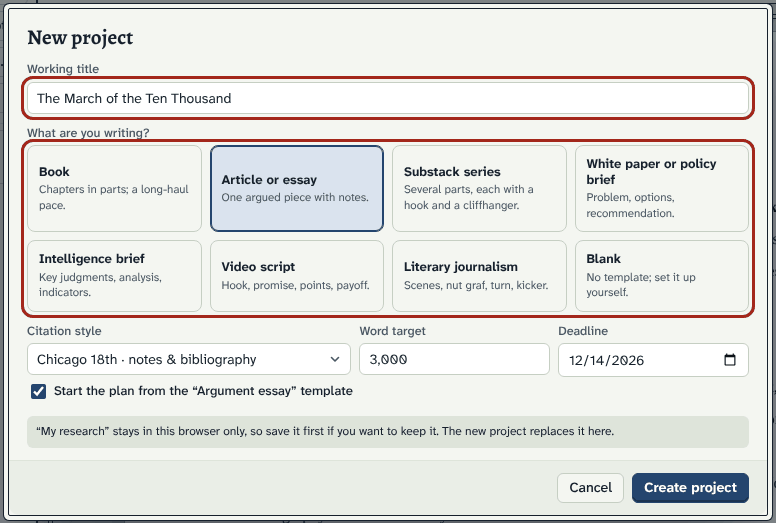 New project
Working title
The March of the Ten Thousand
What are you writing?
Book
Chapters in parts; a long-haul
pace.
Article or essay
One argued piece with notes.
Substack series
Several parts, each with a
hook and a cliffhanger.
White paper or policy
brief
Problem, options,
recommendation.
Intelligence brief
Key judgments, analysis,
indicators.
Video script
Hook, promise, points, payoff.
Literary journalism
Scenes, nut graf, turn, kicker.
Blank
No template; set it up
yourself.
Citation style
Word target
Deadline
Chicago 18th · notes & bibliography
3,000
12/14/2026
Start the plan from the “Argument essay” template
“My research” stays in this browser only, so save it first if you want to keep it. The new project replaces it here.
Cancel
Create project